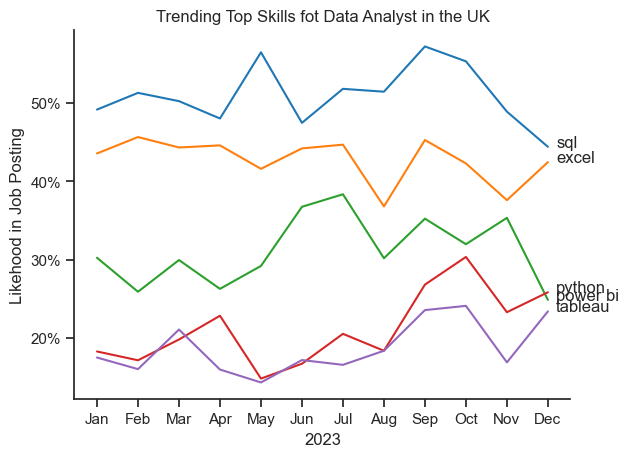 Trending Top Skills fot Data Analyst in the UK
Likehood in Job Posting
50%
40%
30%
20%
sql
excel
python
power bi
tableau
Jan Feb Mar Apr May Jun Jul Aug Sep Oct Nov Dec
2023